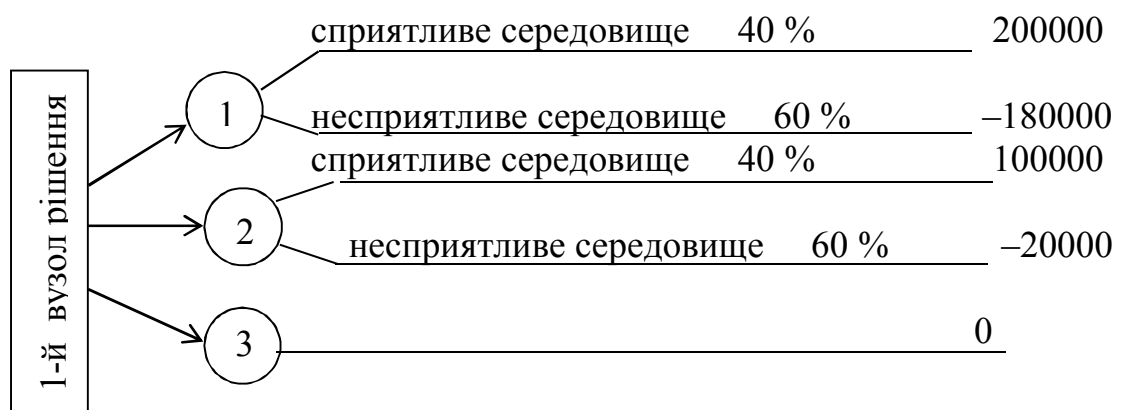 сприятливе середовище 40 % 200000
1
несприятливе середовище 60 % –180000
сприятливе середовище 40 % 100000
1-й вузол рішення
2
несприятливе середовище 60 % –20000
3
0